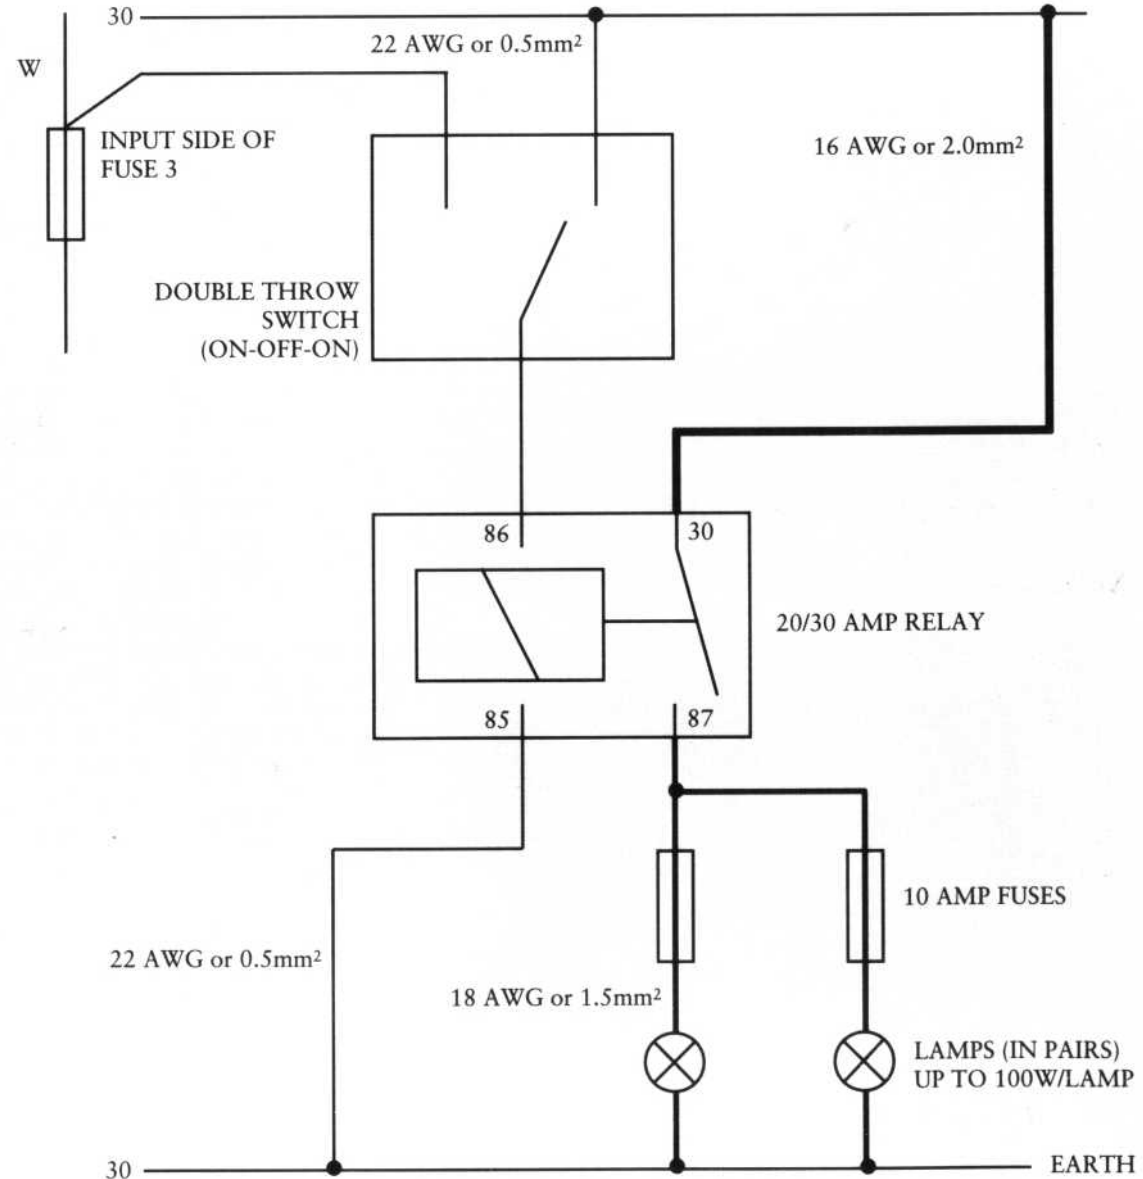 30
22 AWG or 0.5mm²
W
INPUT SIDE OF
FUSE 3
16 AWG or 2.0mm²
DOUBLE THROW
SWITCH
(ON-OFF-ON)
86
30
20/30 AMP RELAY
85
87
10 AMP FUSES
22 AWG or 0.5mm²
18 AWG or 1.5mm²
LAMPS (IN PAIRS)
UP TO 100W/LAMP
30
EARTH